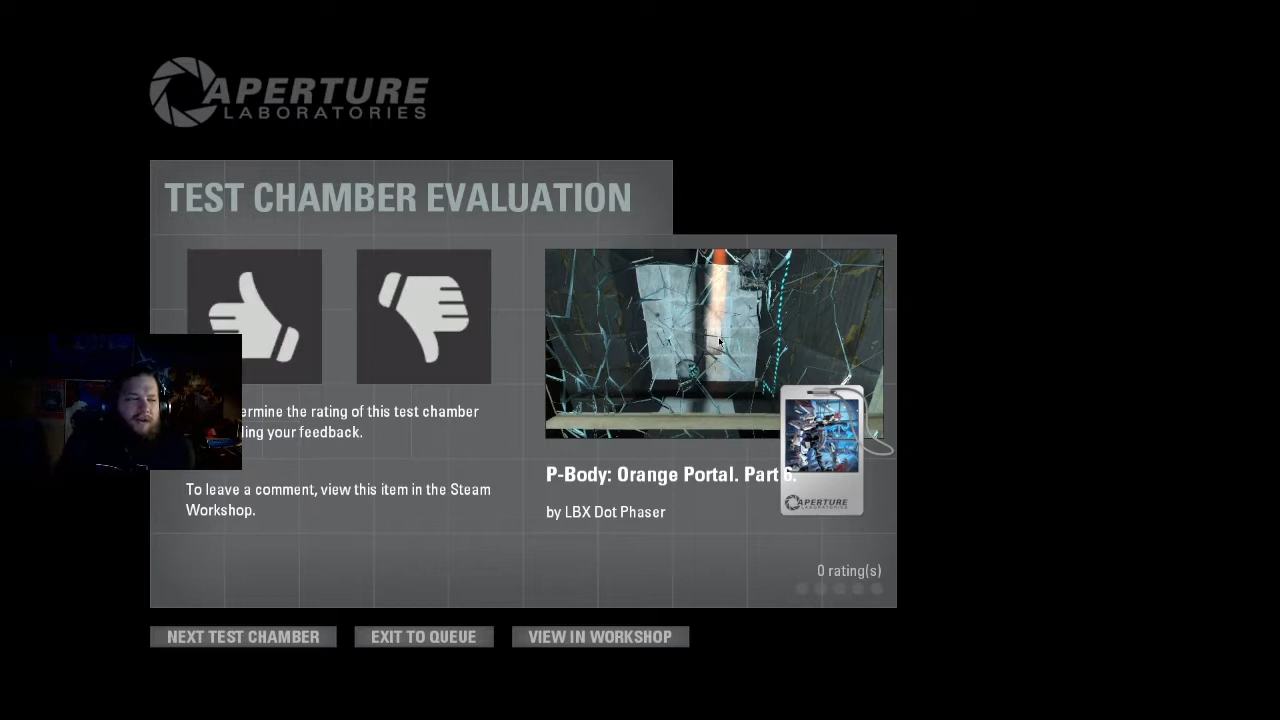 APERTURE
LABORATORIES
TEST CHAMBER EVALUATION
ermine the rating of this test chamber
ing your feedback.
To leave a comment, view this item in the Steam
Workshop.
P-Body: Orange Portal. Part 6.
by LBX Dot Phaser
APERTURE
LABORATORIES
0 rating(s)
NEXT TEST CHAMBER
EXIT TO QUEUE
VIEW IN WORKSHOP